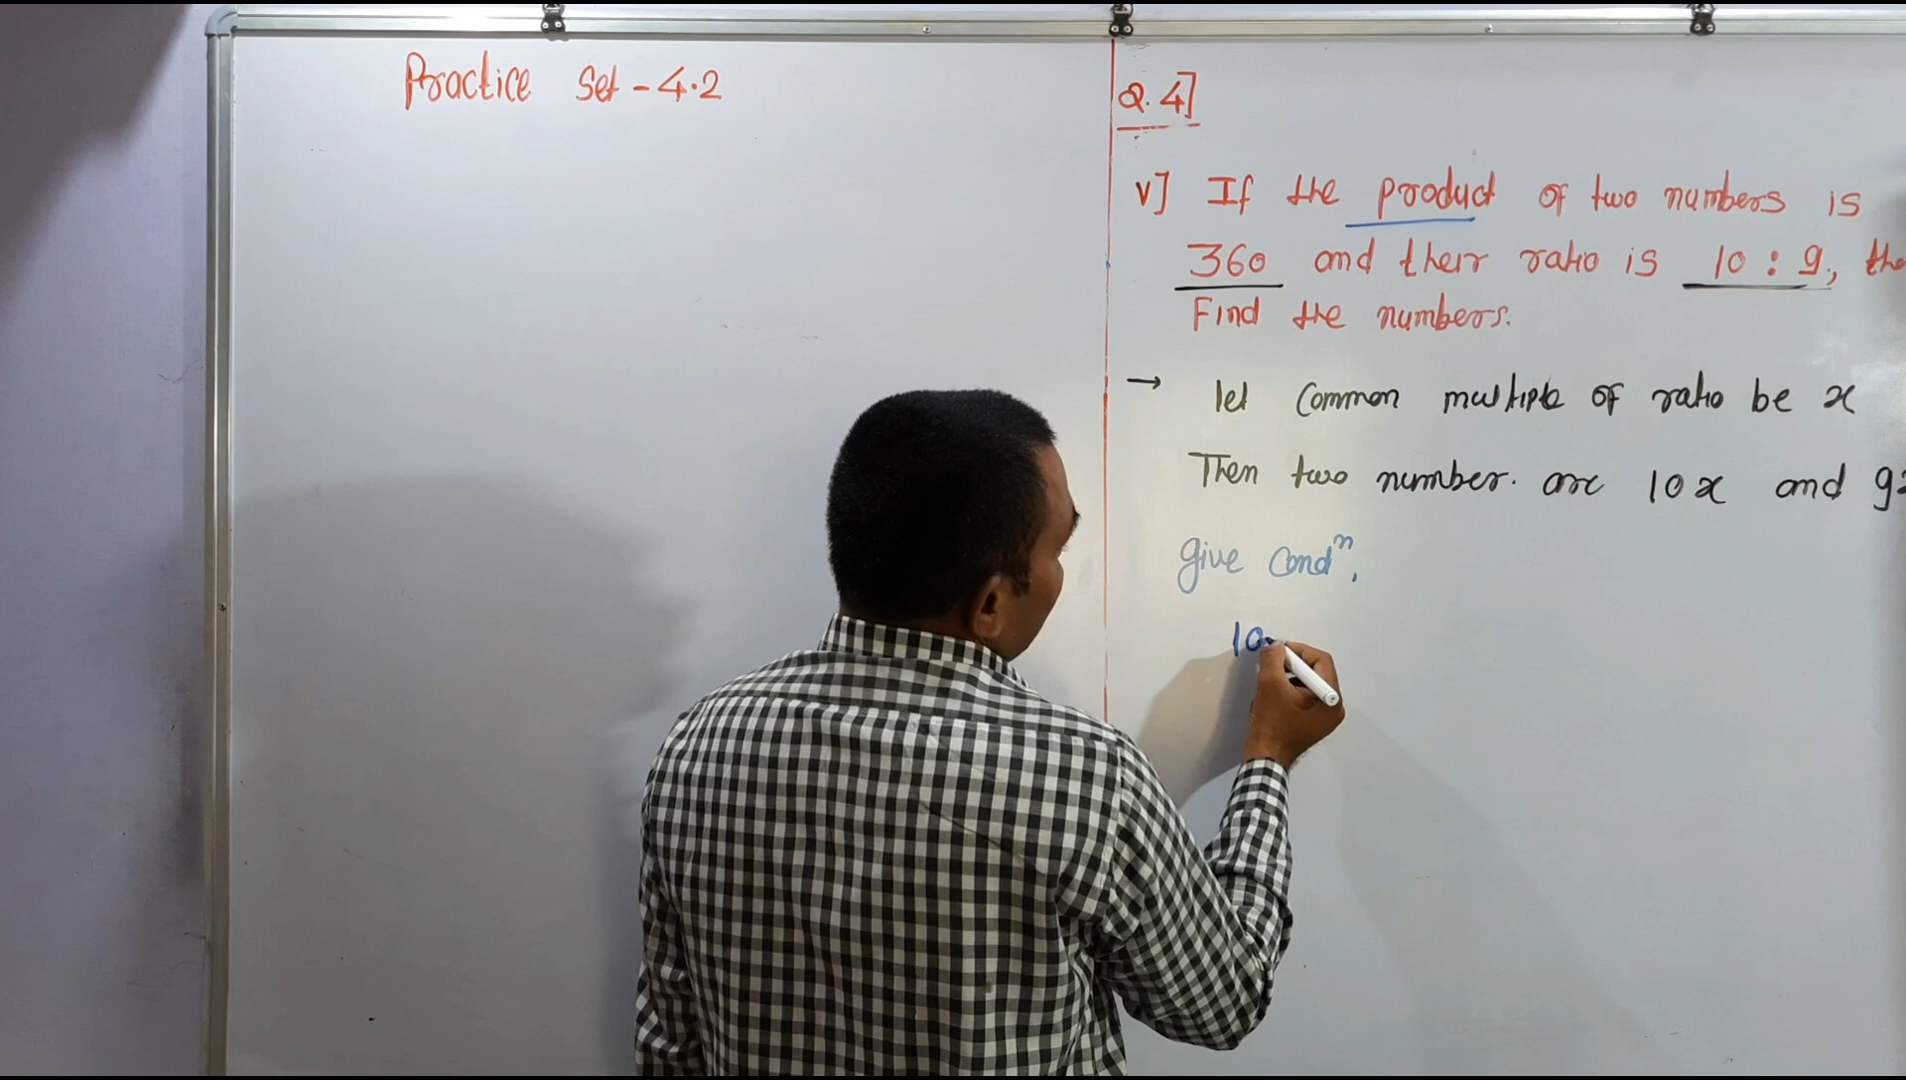 Practice Set - 4.2
Q. 4]
v] If the product of two numbers is
360 and their ratio is 10 : 9, the
Find the numbers.
→ let Common multiple of ratio be x
Then two number. are 10x and 9x
give Condⁿ.
10